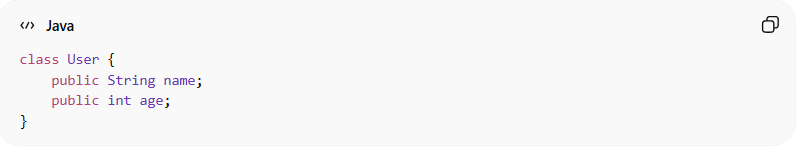 </> Java
class User {
    public String name;
    public int age;
}